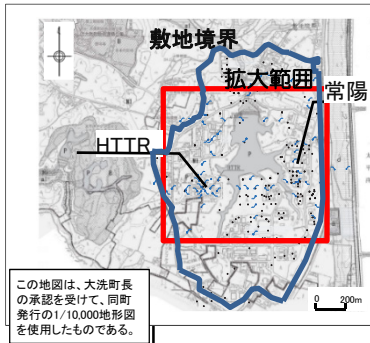 敷地境界
拡大範囲
常陽
HTTR
この地図は、大洗町長
の承認を受けて、同町
発行の1/10,000地形図
を使用したものである。
0 200m